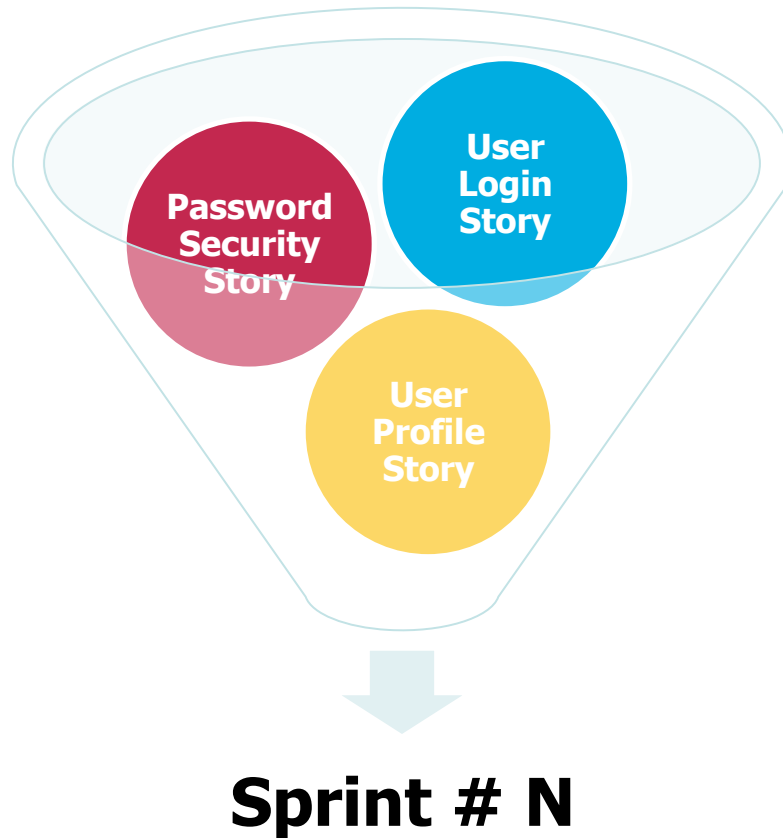 User
Login
Story
Password
Security
Story
User
Profile
Story
Sprint # N